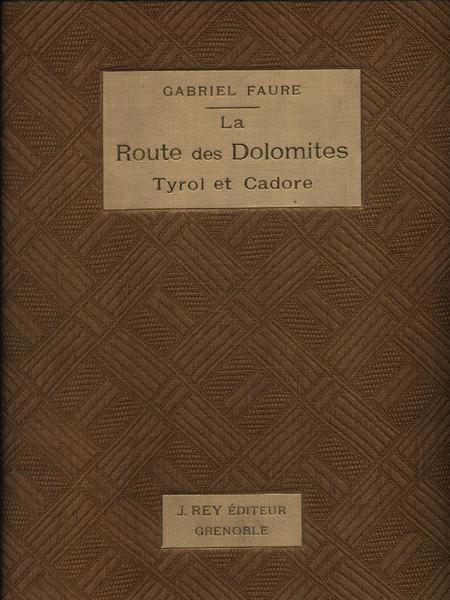 GABRIEL FAURE
La
Route des Dolomites
Tyrol et Cadore
J. REY ÉDITEUR
GRENOBLE